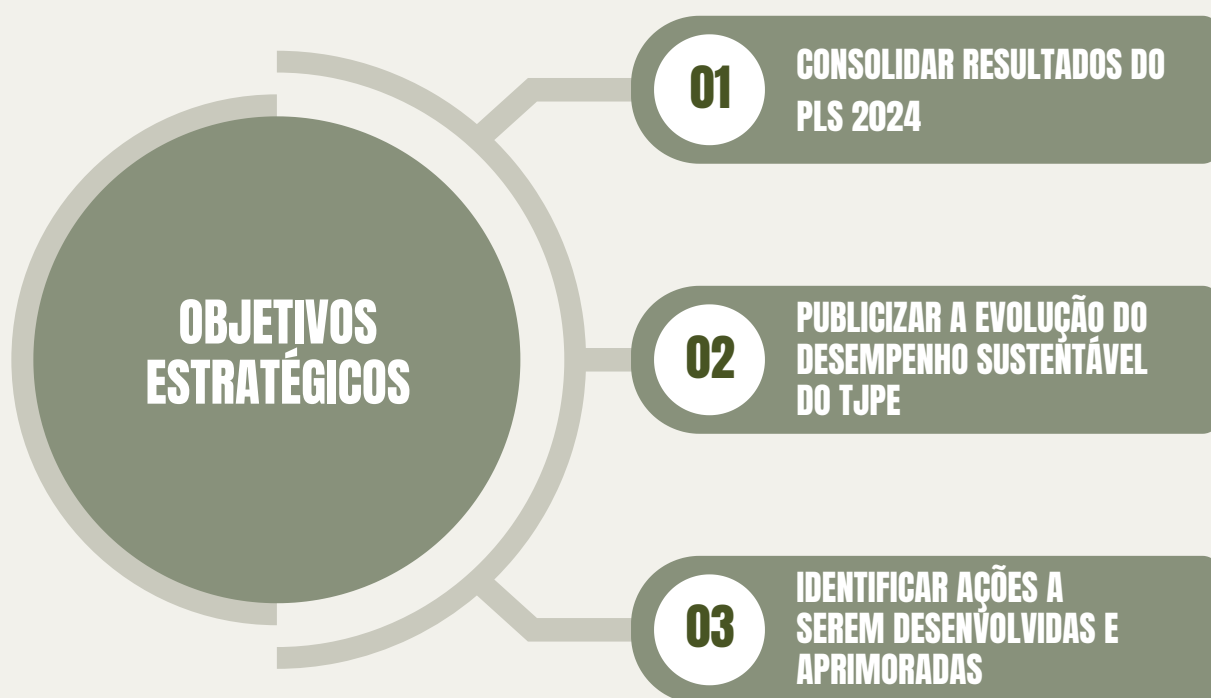 OBJETIVOS
ESTRATÉGICOS
01
CONSOLIDAR RESULTADOS DO
PLS 2024
02
PUBLICIZAR A EVOLUÇÃO DO
DESEMPENHO SUSTENTÁVEL
DO TJPE
03
IDENTIFICAR AÇÕES A
SEREM DESENVOLVIDAS E
APRIMORADAS